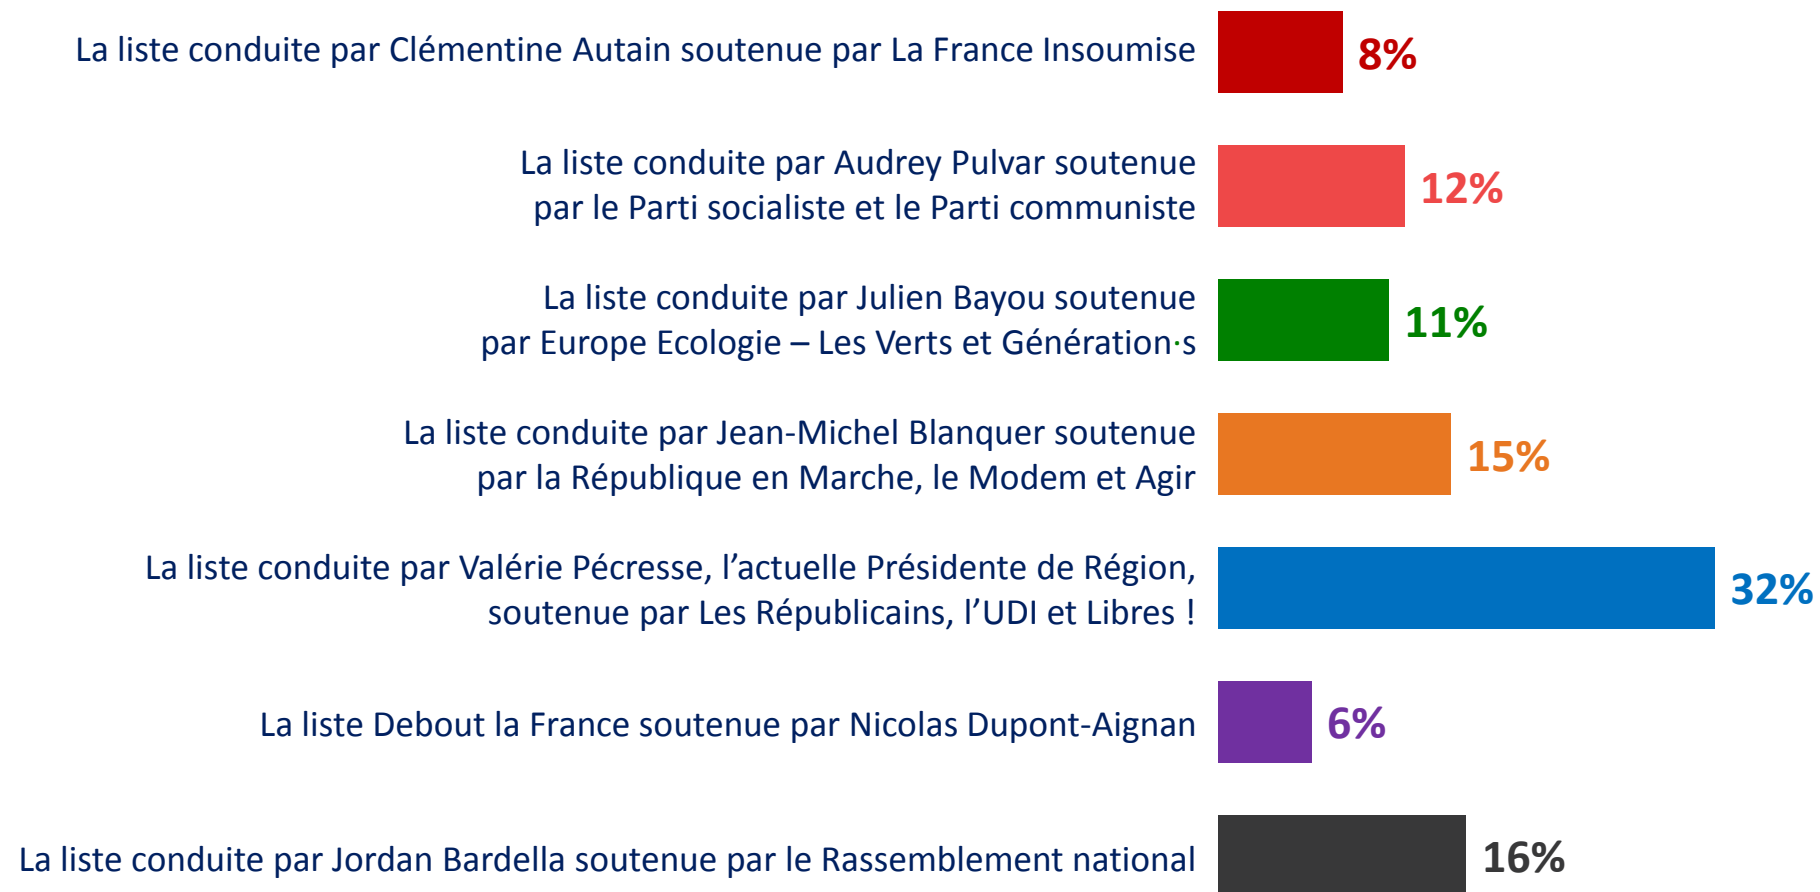 La liste conduite par Clémentine Autain soutenue par La France Insoumise
8%
La liste conduite par Audrey Pulvar soutenue
par le Parti socialiste et le Parti communiste
12%
La liste conduite par Julien Bayou soutenue
par Europe Ecologie – Les Verts et Génération·s
11%
La liste conduite par Jean-Michel Blanquer soutenue
par la République en Marche, le Modem et Agir
15%
La liste conduite par Valérie Pécresse, l’actuelle Présidente de Région,
soutenue par Les Républicains, l’UDI et Libres !
32%
La liste Debout la France soutenue par Nicolas Dupont-Aignan
6%
La liste conduite par Jordan Bardella soutenue par le Rassemblement national
16%